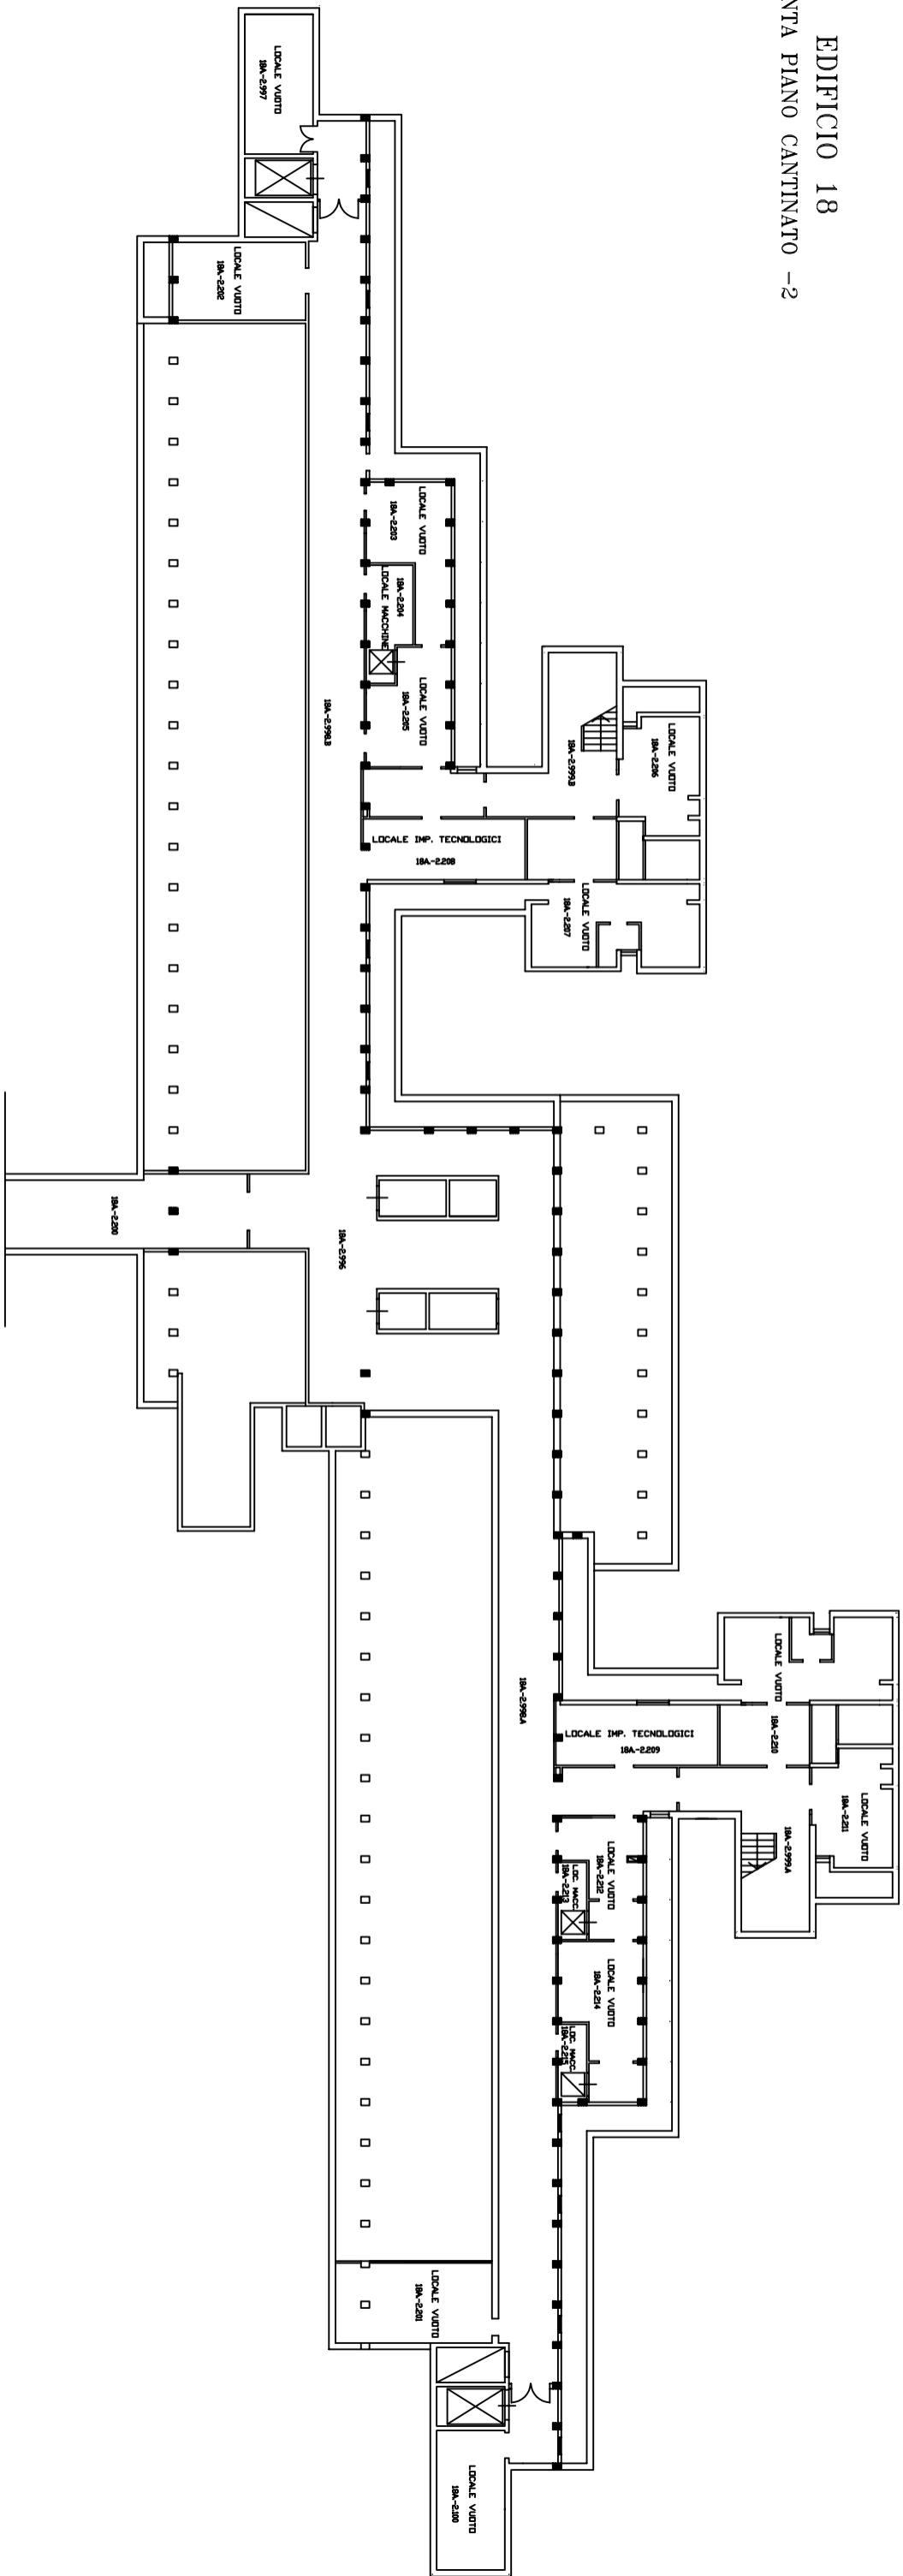 EDIFICIO 18
NTA PIANO CANTINATO -2
LOCALE VUOTO
18A.-2.997
LOCALE VUOTO
18A.-2.202
LOCALE VUOTO
18A.-2.203
18A.-2.204
LOCALE MACCHINE
LOCALE VUOTO
18A.-2.205
18A.-2.998.B
LOCALE VUOTO
18A.-2.206
18A.-2.999.B
LOCALE IMP. TECNOLOGICI
18A.-2.208
LOCALE VUOTO
18A.-2.207
18A.-2.200
18A.-2.996
18A.-2.998.A
LOCALE VUOTO
18A.-2.210
LOCALE IMP. TECNOLOGICI
18A.-2.209
LOCALE VUOTO
18A.-2.211
18A.-2.999.A
LOCALE VUOTO
18A.-2.212
LOC. MACC.
18A.-2.213
LOCALE VUOTO
18A.-2.214
LOC. MACC.
18A.-2.215
LOCALE VUOTO
18A.-2.201
LOCALE VUOTO
18A.-2.100